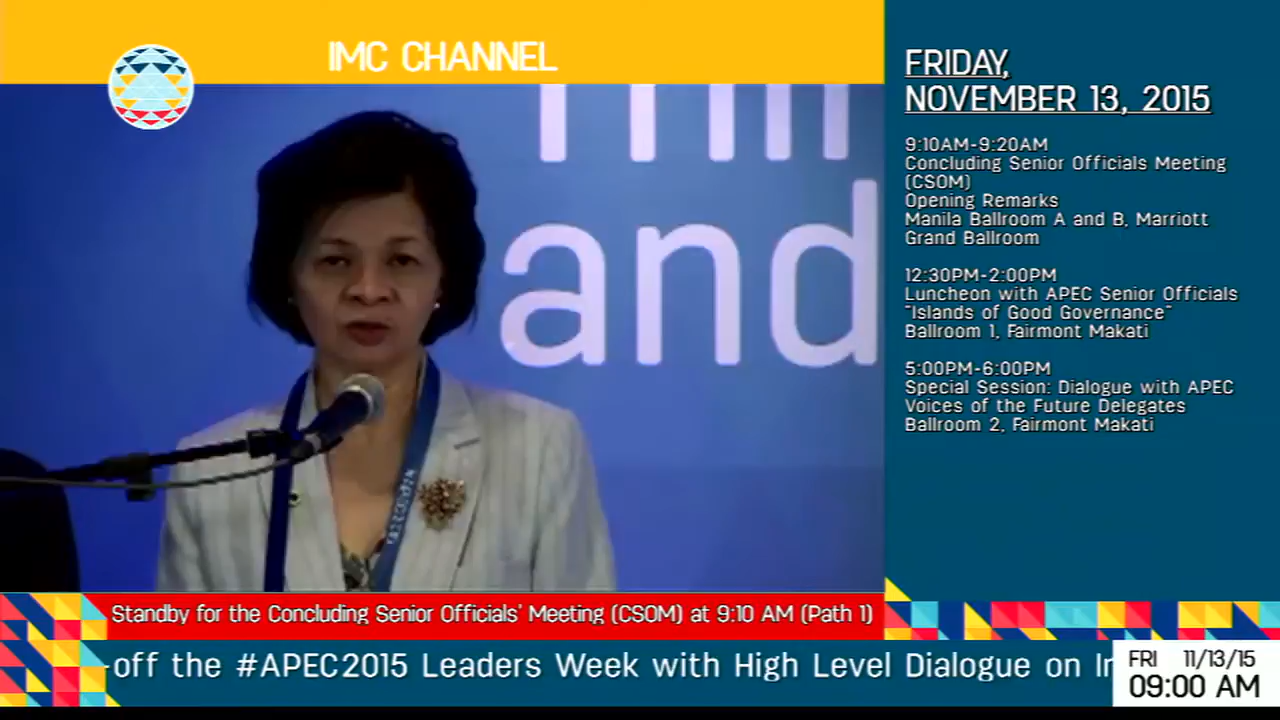 IMC CHANNEL
and
FRIDAY,
NOVEMBER 13, 2015
9:10AM-9:20AM
Concluding Senior Officials Meeting
(CSOM)
Opening Remarks
Manila Ballroom A and B, Marriott
Grand Ballroom
12:30PM-2:00PM
Luncheon with APEC Senior Officials
"Islands of Good Governance"
Ballroom 1, Fairmont Makati
5:00PM-6:00PM
Special Session: Dialogue with APEC
Voices of the Future Delegates
Ballroom 2, Fairmont Makati
Standby for the Concluding Senior Officials' Meeting (CSOM) at 9:10 AM (Path 1)
-off the #APEC2015 Leaders Week with High Level Dialogue on
FRI 11/13/15
09:00 AM